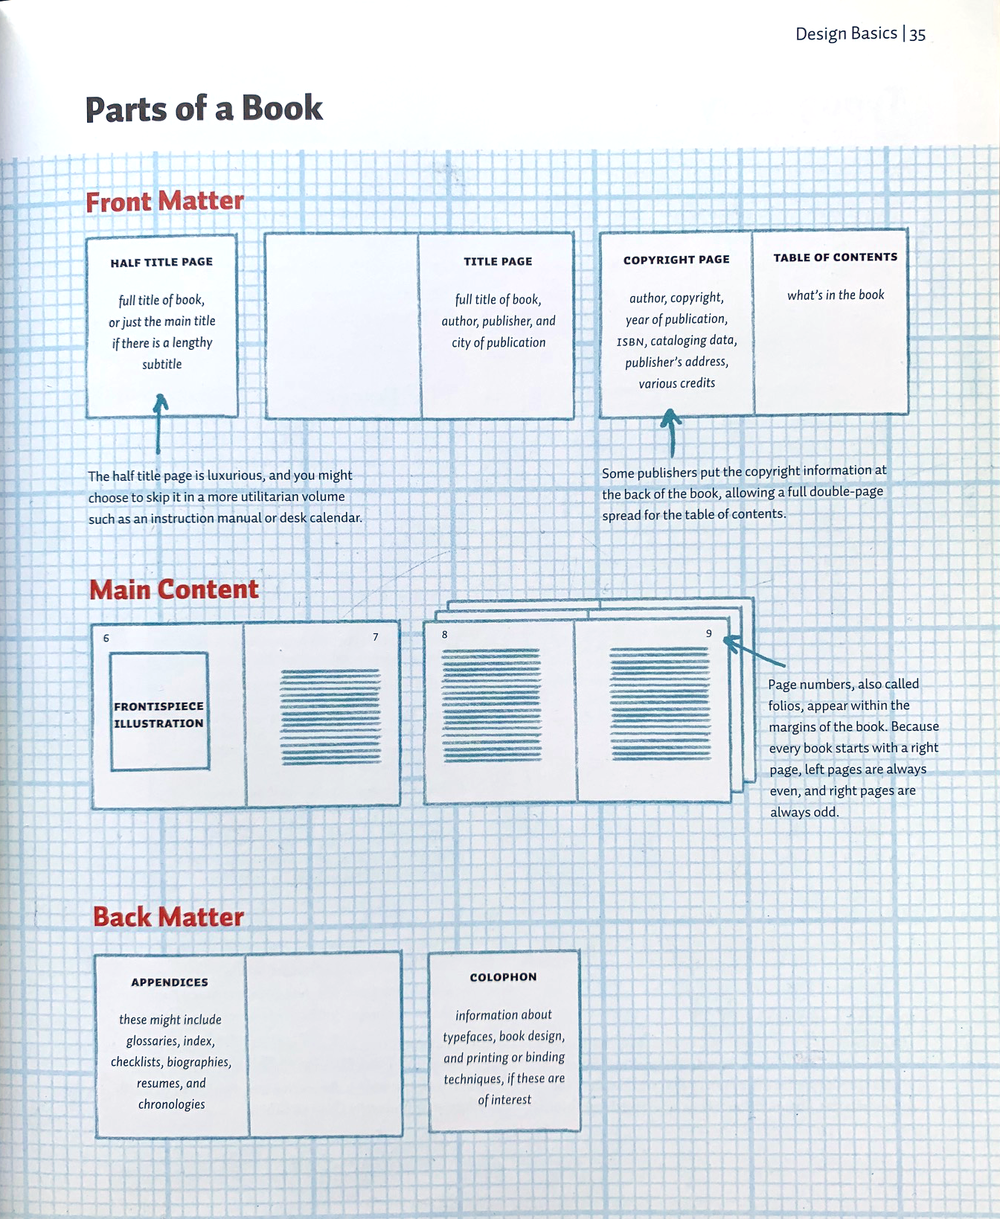 Design Basics | 35
Parts of a Book
Front Matter
HALF TITLE PAGE
full title of book,
or just the main title
if there is a lengthy
subtitle
TITLE PAGE
full title of book,
author, publisher, and
city of publication
COPYRIGHT PAGE
author, copyright,
year of publication,
ISBN, cataloging data,
publisher's address,
various credits
TABLE OF CONTENTS
what's in the book
The half title page is luxurious, and you might
choose to skip it in a more utilitarian volume
such as an instruction manual or desk calendar.
Some publishers put the copyright information at
the back of the book, allowing a full double-page
spread for the table of contents.
Main Content
6
FRONTISPIECE
ILLUSTRATION
7
8
9
Page numbers, also called
folios, appear within the
margins of the book. Because
every book starts with a right
page, left pages are always
even, and right pages are
always odd.
Back Matter
APPENDICES
these might include
glossaries, index,
checklists, biographies,
resumes, and
chronologies
COLOPHON
information about
typefaces, book design,
and printing or binding
techniques, if these are
of interest